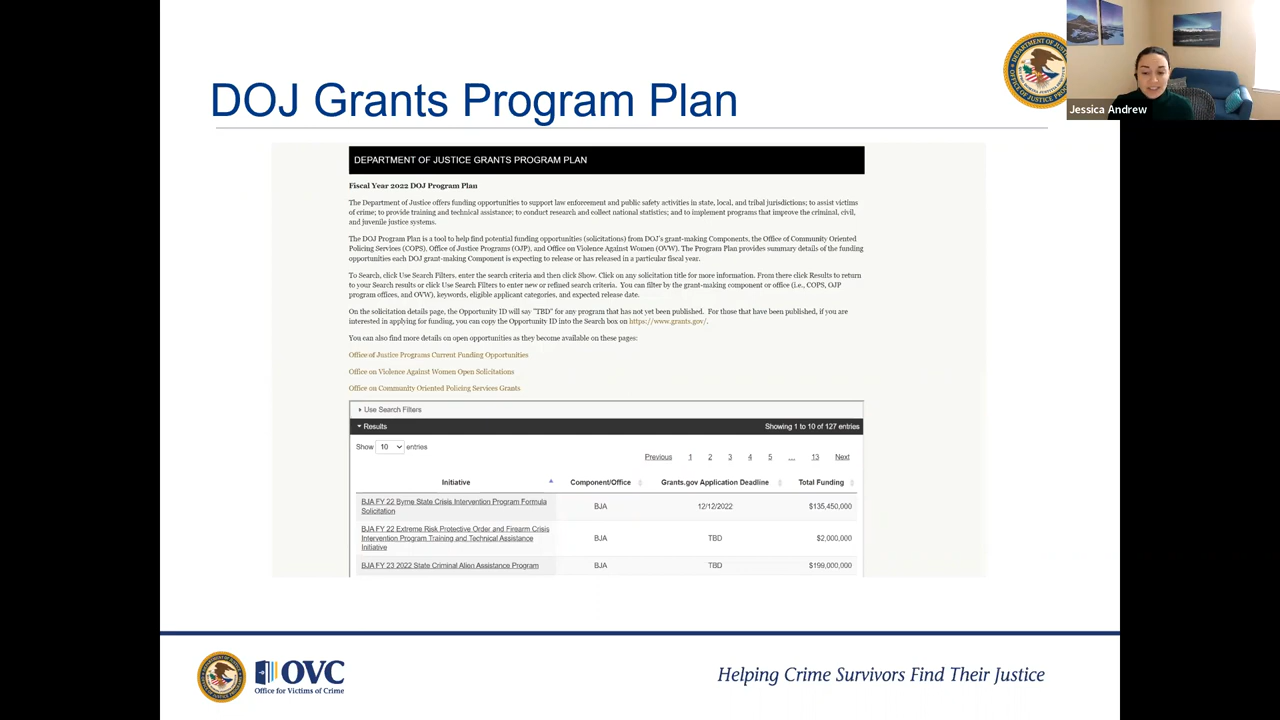 DOJ Grants Program Plan
Jessica Andrew
DEPARTMENT OF JUSTICE GRANTS PROGRAM PLAN
Fiscal Year 2022 DOJ Program Plan
The Department of Justice offers funding opportunities to support law enforcement and public safety activities in state, local, and tribal jurisdictions; to assist victims
of crime; to provide training and technical assistance; to conduct research and collect national statistics; and to implement programs that improve the criminal, civil,
and juvenile justice systems.
The DOJ Program Plan is a tool to help find potential funding opportunities (solicitations) from DOJ's grant-making Components, the Office of Community Oriented
Policing Services (COPS), Office of Justice Programs (OJP), and Office on Violence Against Women (OVW). The Program Plan provides summary details of the funding
opportunities each DOJ grant-making Component is expecting to release or has released in a particular fiscal year.
To Search, click Use Search Filters, enter the search criteria and then click Show. Click on any solicitation title for more information. From there click Results to return
to your Search results or click Use Search Filters to enter new or refined search criteria. You can filter by the grant-making component or office (i.e., COPS, OJP
program offices, and OVW), keywords, eligible applicant categories, and expected release date.
On the solicitation details page, the Opportunity ID will say "TBD" for any program that has not yet been published. For those that have been published, if you are
interested in applying for funding, you can copy the Opportunity ID into the Search box on https://www.grants.gov/.
You can also find more details on open opportunities as they become available on these pages:
Office of Justice Programs Current Funding Opportunities
Office on Violence Against Women Open Solicitations
Office on Community Oriented Policing Services Grants
Use Search Filters
Results Showing 1 to 10 of 127 entries
Show 10 entries
Previous 1 2 3 4 5 .... 13 Next
Initiative Component/Office Grants.gov Application Deadline Total Funding
BJA FY 22 Byrne State Crisis Intervention Program Formula
Solicitation BJA 12/12/2022 $135,450,000
BJA FY 22 Extreme Risk Protective Order and Firearm Crisis
Intervention Program Training and Technical Assistance BJA TBD $2,000,000
Initiative
BJA FY 23 2022 State Criminal Alien Assistance Program BJA TBD $199,000,000
OVC
Office for Victims of Crime
Helping Crime Survivors Find Their Justice